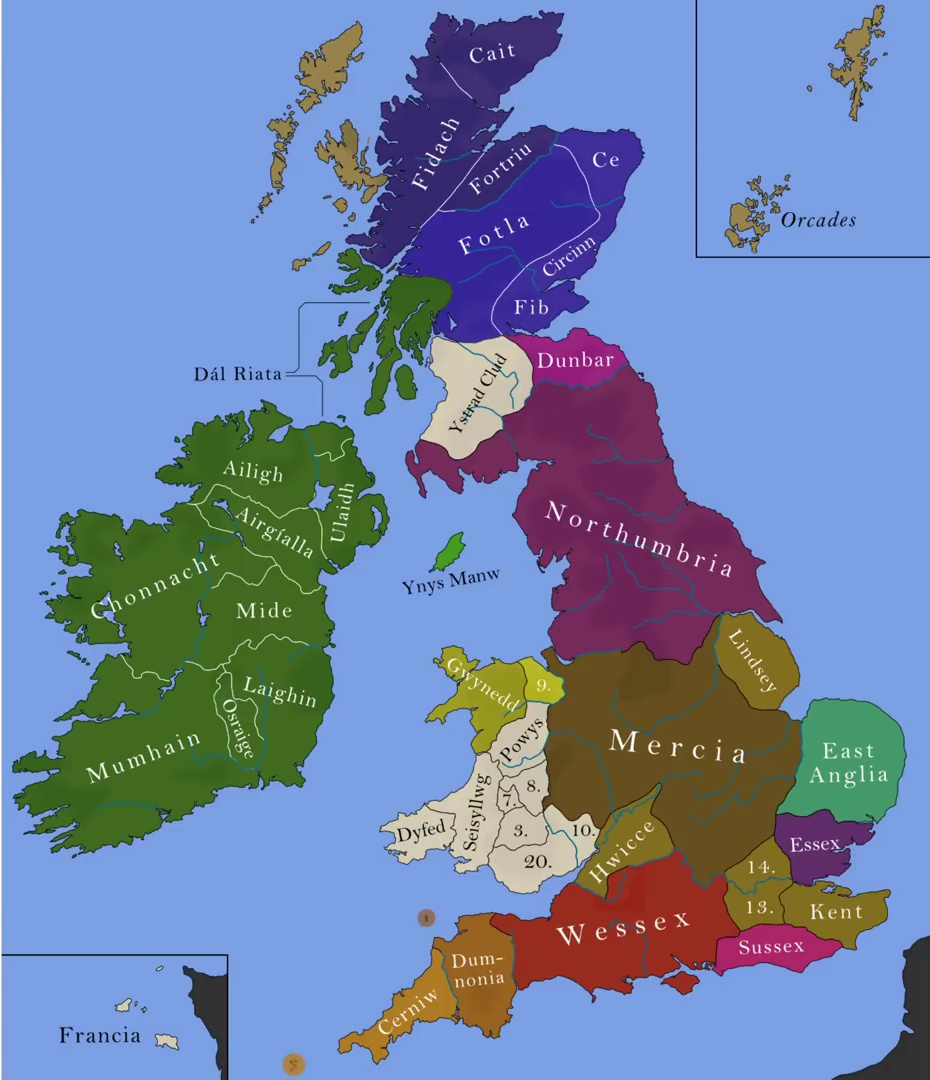 Cait
Fidach
Fortriu
Ce
Fotla
Orcades
Circinn
Fib
Dunbar
Dál Riata
Ystrad Clud
Ailigh
Airgíalla
Ulaidh
Northumbria
Chonnacht
Ynys Manw
Mide
Lindsey
Gwynedd
9.
Laighin
Osraige
Powys
Mercia
Mumhain
East
Anglia
Seisyllwg
8.
7.
Dyfed
3.
10.
Hwicce
Essex
20.
14.
13.
Kent
Wessex
Sussex
Dum-
nonia
Cerniw
Francia